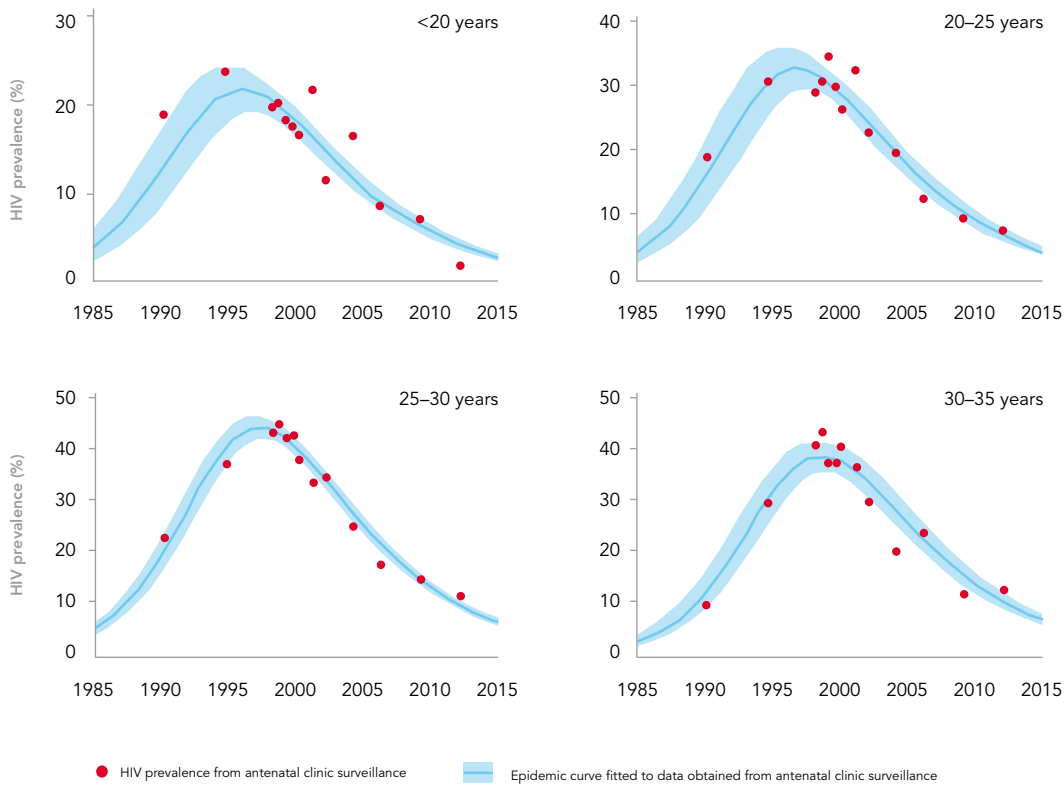 <20 years
HIV prevalence (%)
30
20
10
0
1985 1990 1995 2000 2005 2010 2015
20–25 years
40
30
20
10
0
1985 1990 1995 2000 2005 2010 2015
25–30 years
HIV prevalence (%)
50
40
30
20
10
0
1985 1990 1995 2000 2005 2010 2015
30–35 years
50
40
30
20
10
0
1985 1990 1995 2000 2005 2010 2015
HIV prevalence from antenatal clinic surveillance
Epidemic curve fitted to data obtained from antenatal clinic surveillance